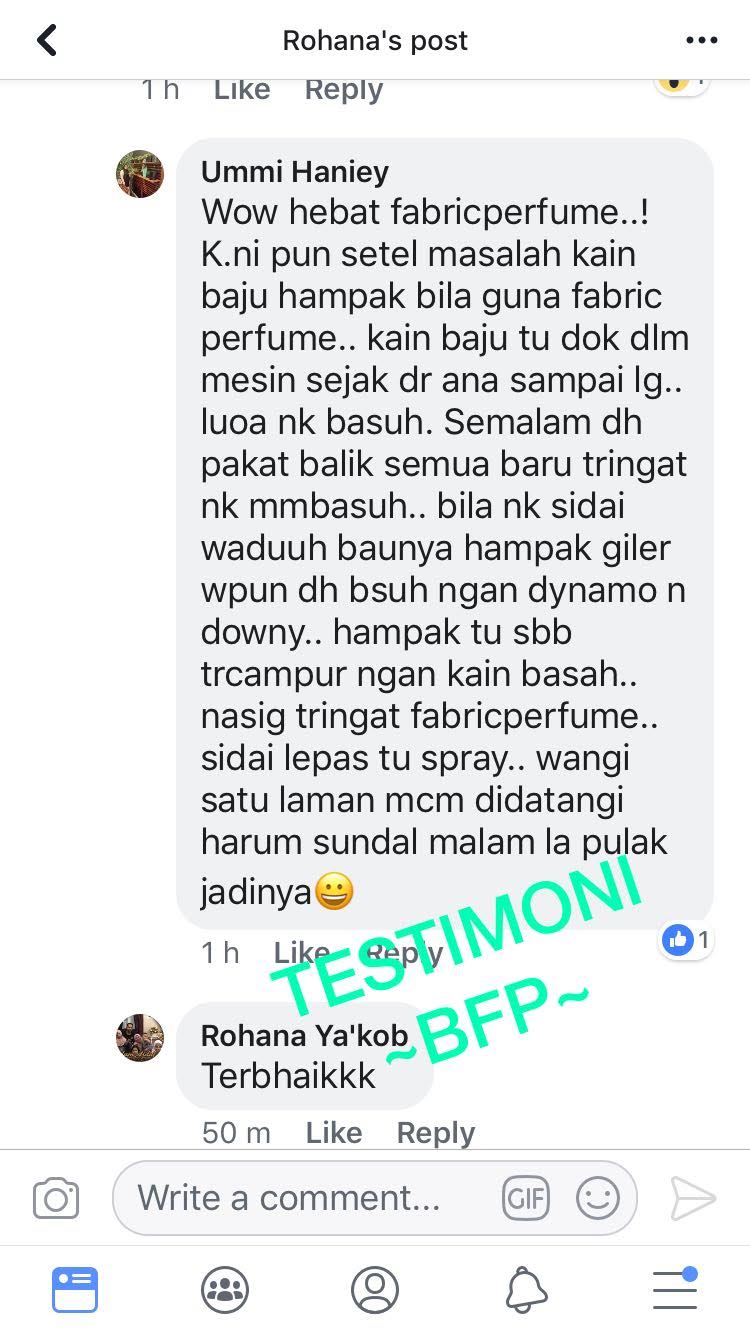 Rohana's post
1 h Like Reply
Ummi Haniey
Wow hebat fabricperfume..!
K.ni pun setel masalah kain
baju hampak bila guna fabric
perfume.. kain baju tu dok dlm
mesin sejak dr ana sampai lg..
luoa nk basuh. Semalam dh
pakat balik semua baru tringat
nk mmbasuh.. bila nk sidai
waduuh baunya hampak giler
wpun dh bsuh ngan dynamo n
downy.. hampak tu sbb
trcampur ngan kain basah..
nasig tringat fabricperfume..
sidai lepas tu spray.. wangi
satu laman mcm didatangi
harum sundal malam la pulak
jadinya😀
1 h Like Reply 1
TESTIMONI
~BFP~
Rohana Ya'kob
Terbhaikkk
50 m Like Reply
Write a comment... GIF